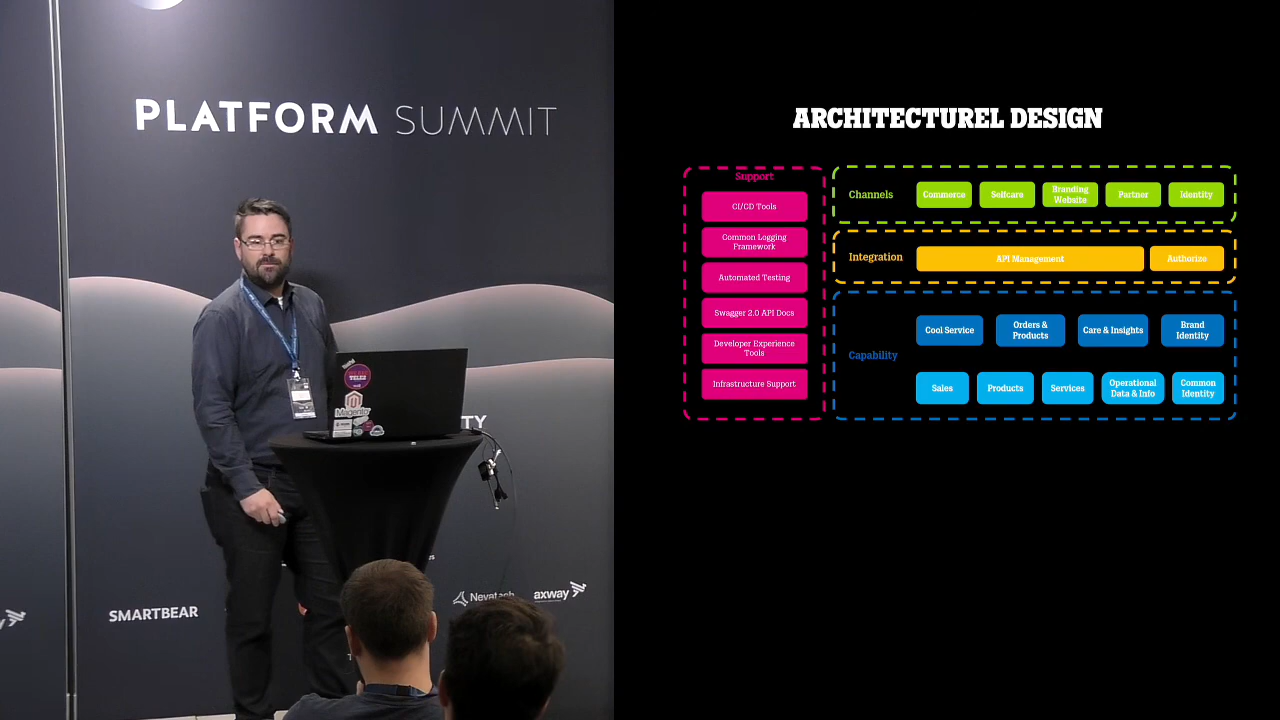 PLATFORM SUMMIT
Magento
TY
SMARTBEAR
Nevatech
axway
ARCHITECTUREL DESIGN
Support
CI/CD Tools
Common Logging
Framework
Automated Testing
Swagger 2.0 API Docs
Developer Experience
Tools
Infrastructure Support
Channels
Commerce
Selfcare
Branding
Website
Partner
Identity
Integration
API Management
Authorize
Capability
Cool Service
Orders &
Products
Care & Insights
Brand
Identity
Sales
Products
Services
Operational
Data & Info
Common
Identity